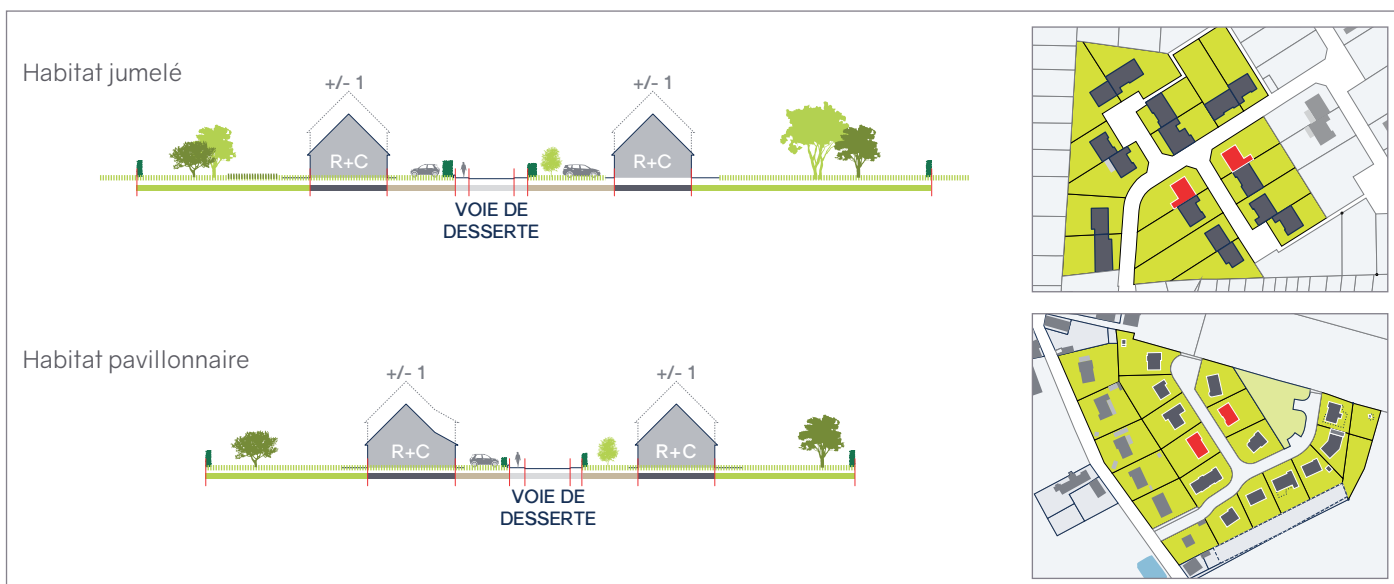 Habitat jumelé
+/- 1
+/- 1
R+C
R+C
VOIE DE
DESSERTE
Habitat pavillonnaire
+/- 1
+/- 1
R+C
R+C
VOIE DE
DESSERTE